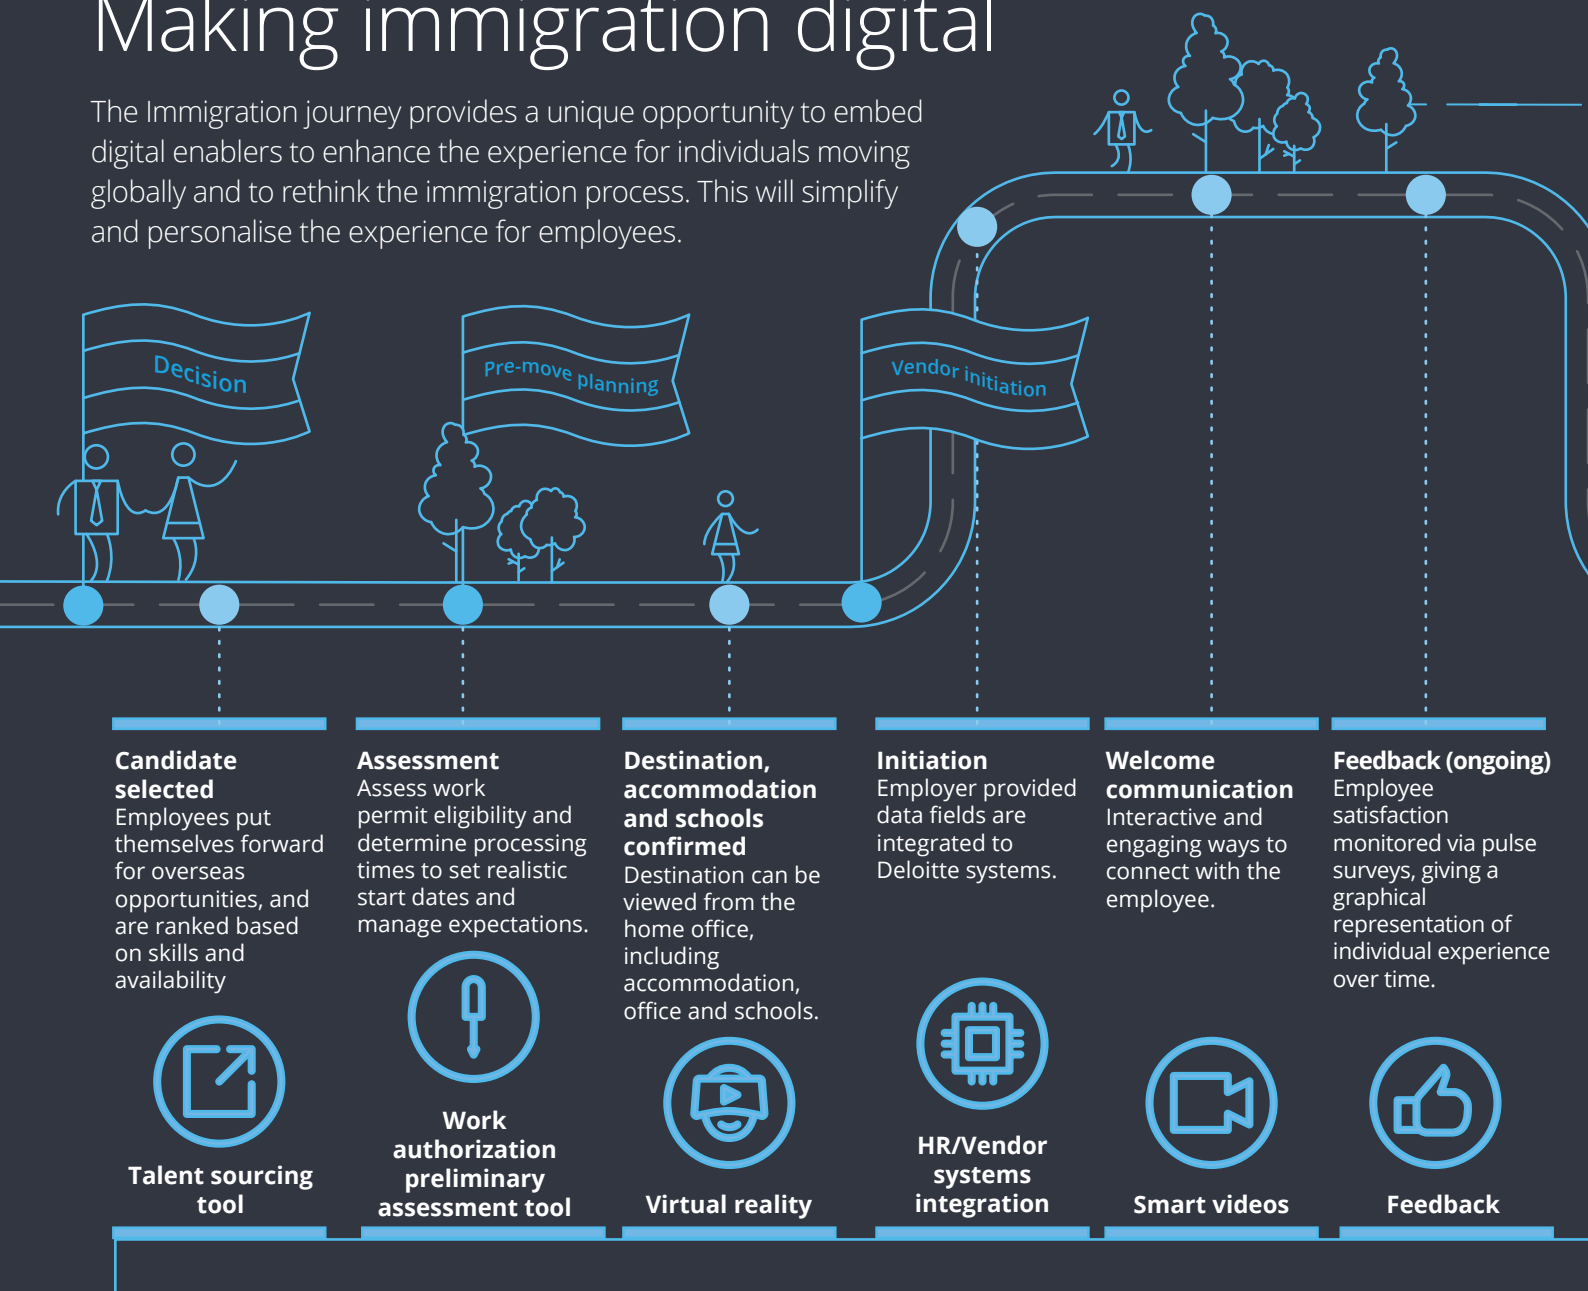 Making immigration digital
The Immigration journey provides a unique opportunity to embed
digital enablers to enhance the experience for individuals moving
globally and to rethink the immigration process. This will simplify
and personalise the experience for employees.
Decision
Pre-move planning
Vendor initiation
Candidate
selected
Employees put
themselves forward
for overseas
opportunities, and
are ranked based
on skills and
availability
Talent sourcing
tool
Assessment
Assess work
permit eligibility and
determine processing
times to set realistic
start dates and
manage expectations.
Work
authorization
preliminary
assessment tool
Destination,
accommodation
and schools
confirmed
Destination can be
viewed from the
home office,
including
accommodation,
office and schools.
Virtual reality
Initiation
Employer provided
data fields are
integrated to
Deloitte systems.
HR/Vendor
systems
integration
Welcome
communication
Interactive and
engaging ways to
connect with the
employee.
Smart videos
Feedback (ongoing)
Employee
satisfaction
monitored via pulse
surveys, giving a
graphical
representation of
individual experience
over time.
Feedback